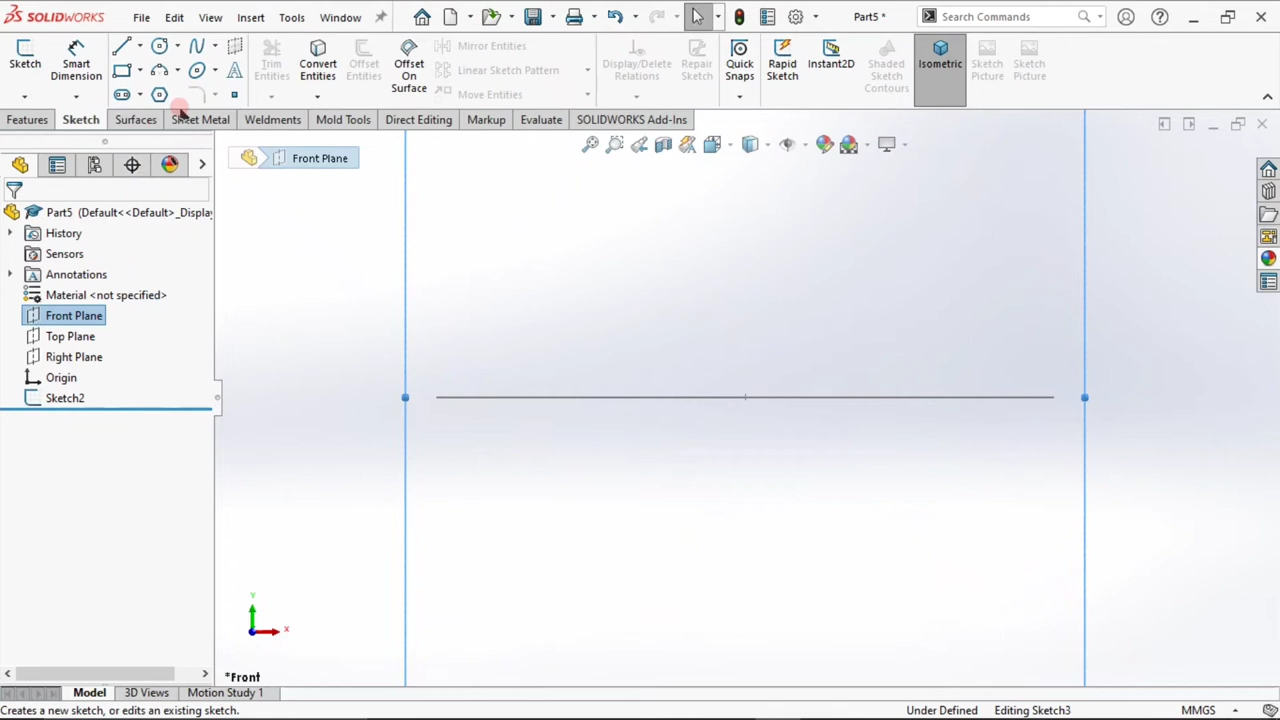 SOLIDWORKS File Edit View Insert Tools Window Part5 * Search Commands
Sketch Smart Dimension Trim Entities Convert Entities Offset Entities Offset On Surface Mirror Entities Linear Sketch Pattern Move Entities Display/Delete Relations Repair Sketch Quick Snaps Rapid Sketch Instant2D Shaded Sketch Contours Isometric Sketch Picture Sketch Picture
Features Sketch Surfaces Sheet Metal Weldments Mold Tools Direct Editing Markup Evaluate SOLIDWORKS Add-Ins
Front Plane
Part5 (Default<<Default>_Display
History
Sensors
Annotations
Material <not specified>
Front Plane
Top Plane
Right Plane
Origin
Sketch2
Y
X
*Front
Model 3D Views Motion Study 1
Creates a new sketch, or edits an existing sketch. Under Defined Editing Sketch3 MMGS